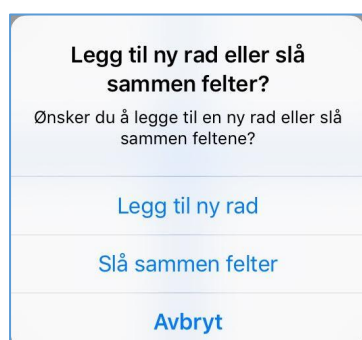 Legg til ny rad eller slå
sammen felter?
Ønsker du å legge til en ny rad eller slå
sammen feltene?
Legg til ny rad
Slå sammen felter
Avbryt